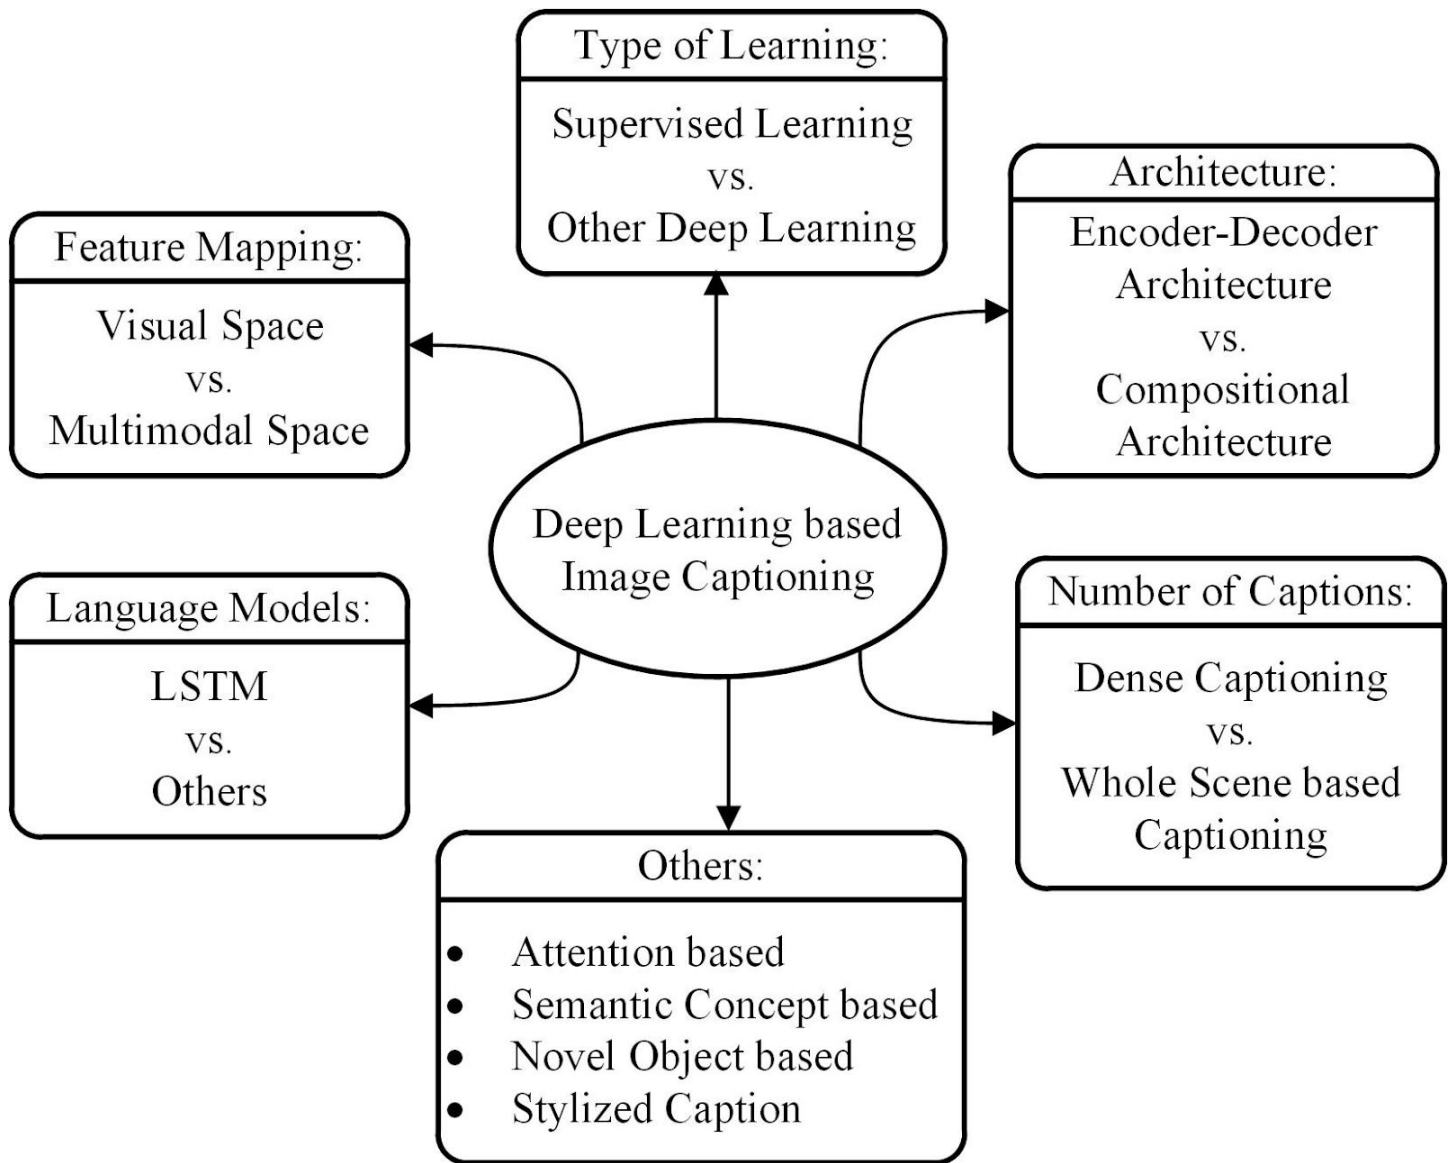 Type of Learning:
Supervised Learning
vs.
Other Deep Learning
Architecture:
Encoder-Decoder
Architecture
vs.
Compositional
Architecture
Feature Mapping:
Visual Space
vs.
Multimodal Space
Deep Learning based
Image Captioning
Language Models:
LSTM
vs.
Others
Number of Captions:
Dense Captioning
vs.
Whole Scene based
Captioning
Others:
• Attention based
• Semantic Concept based
• Novel Object based
• Stylized Caption